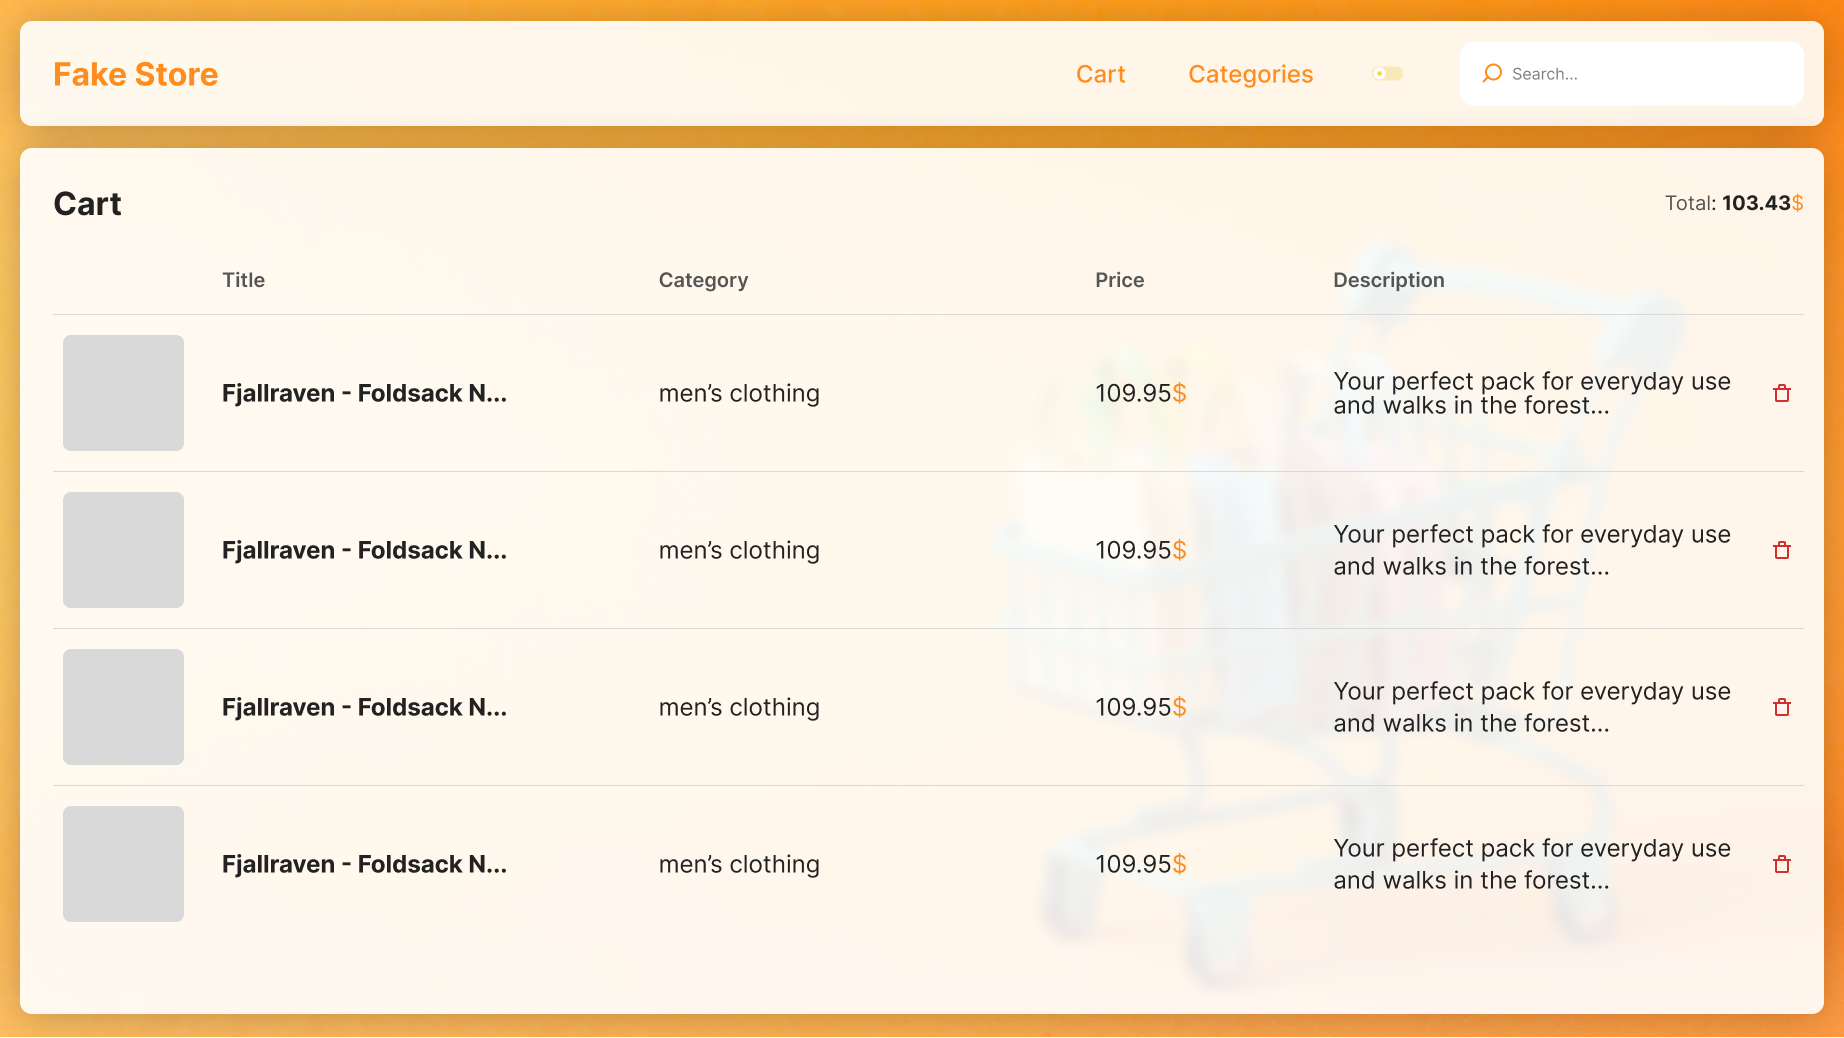 Fake Store
Cart
Categories
Search...
Cart
Total: 103.43$
Title
Category
Price
Description
Fjallraven - Foldsack N...
men’s clothing
109.95$
Your perfect pack for everyday use
and walks in the forest...
Fjallraven - Foldsack N...
men’s clothing
109.95$
Your perfect pack for everyday use
and walks in the forest...
Fjallraven - Foldsack N...
men’s clothing
109.95$
Your perfect pack for everyday use
and walks in the forest...
Fjallraven - Foldsack N...
men’s clothing
109.95$
Your perfect pack for everyday use
and walks in the forest...